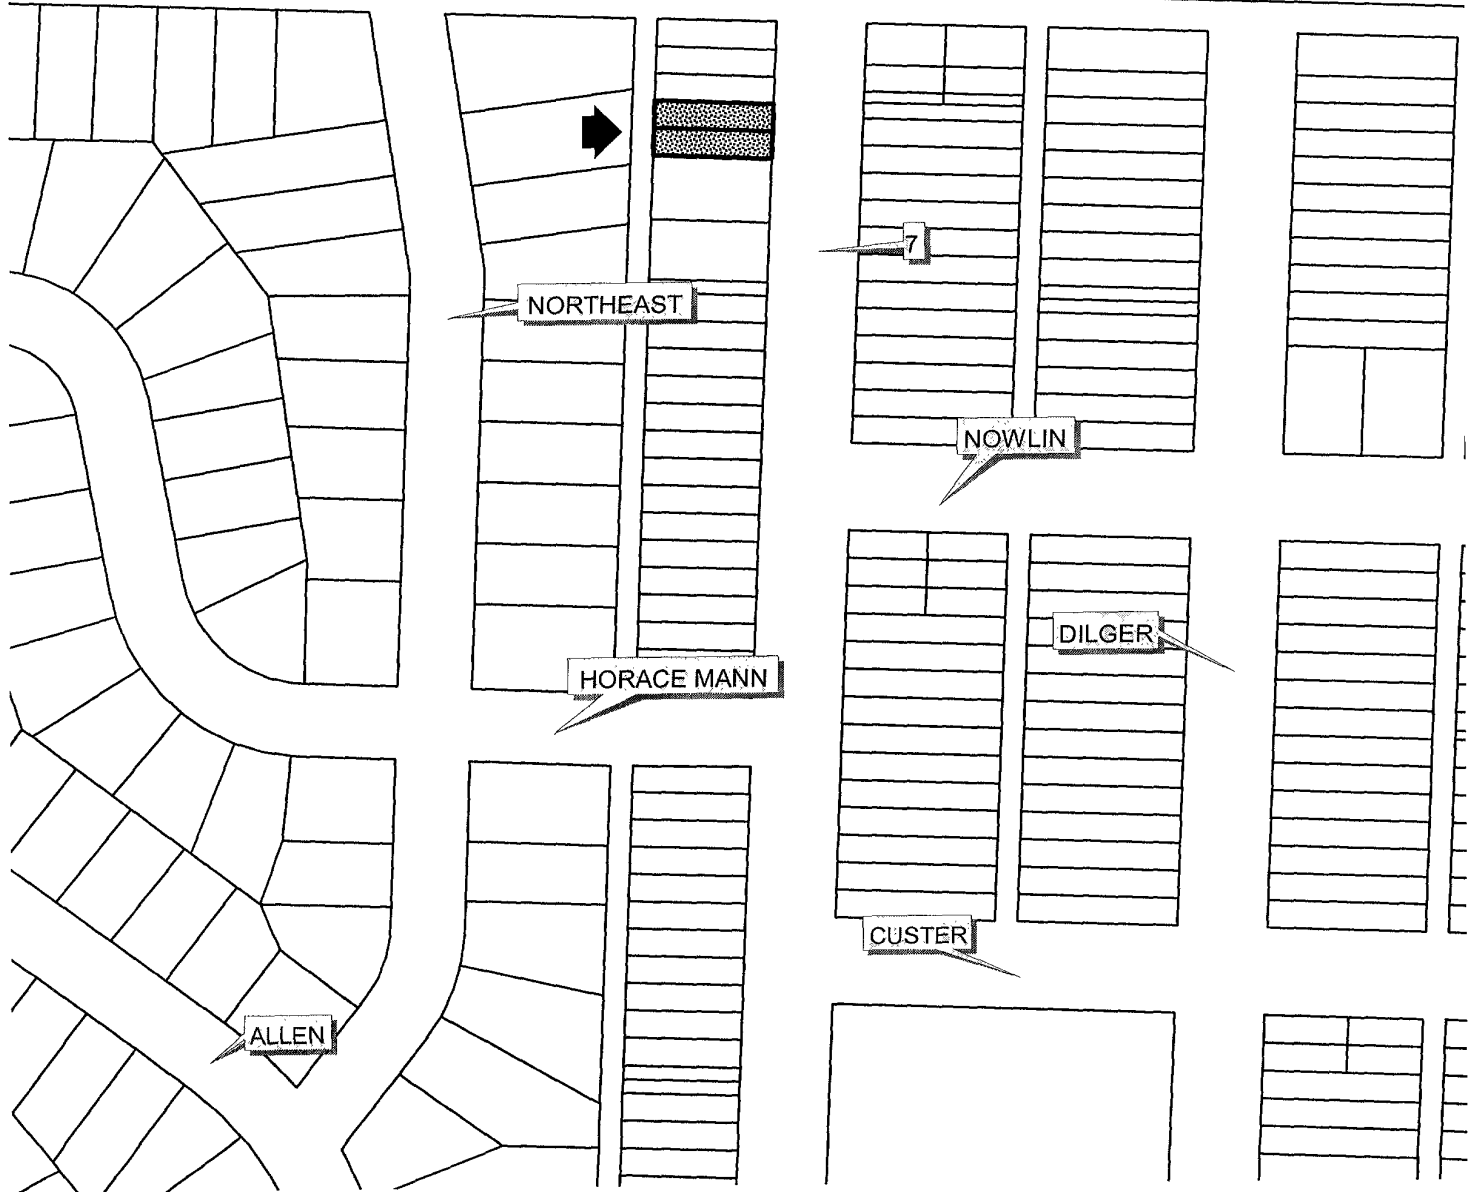 7
NORTHEAST
NOWLIN
DILGER
HORACE MANN
CUSTER
ALLEN